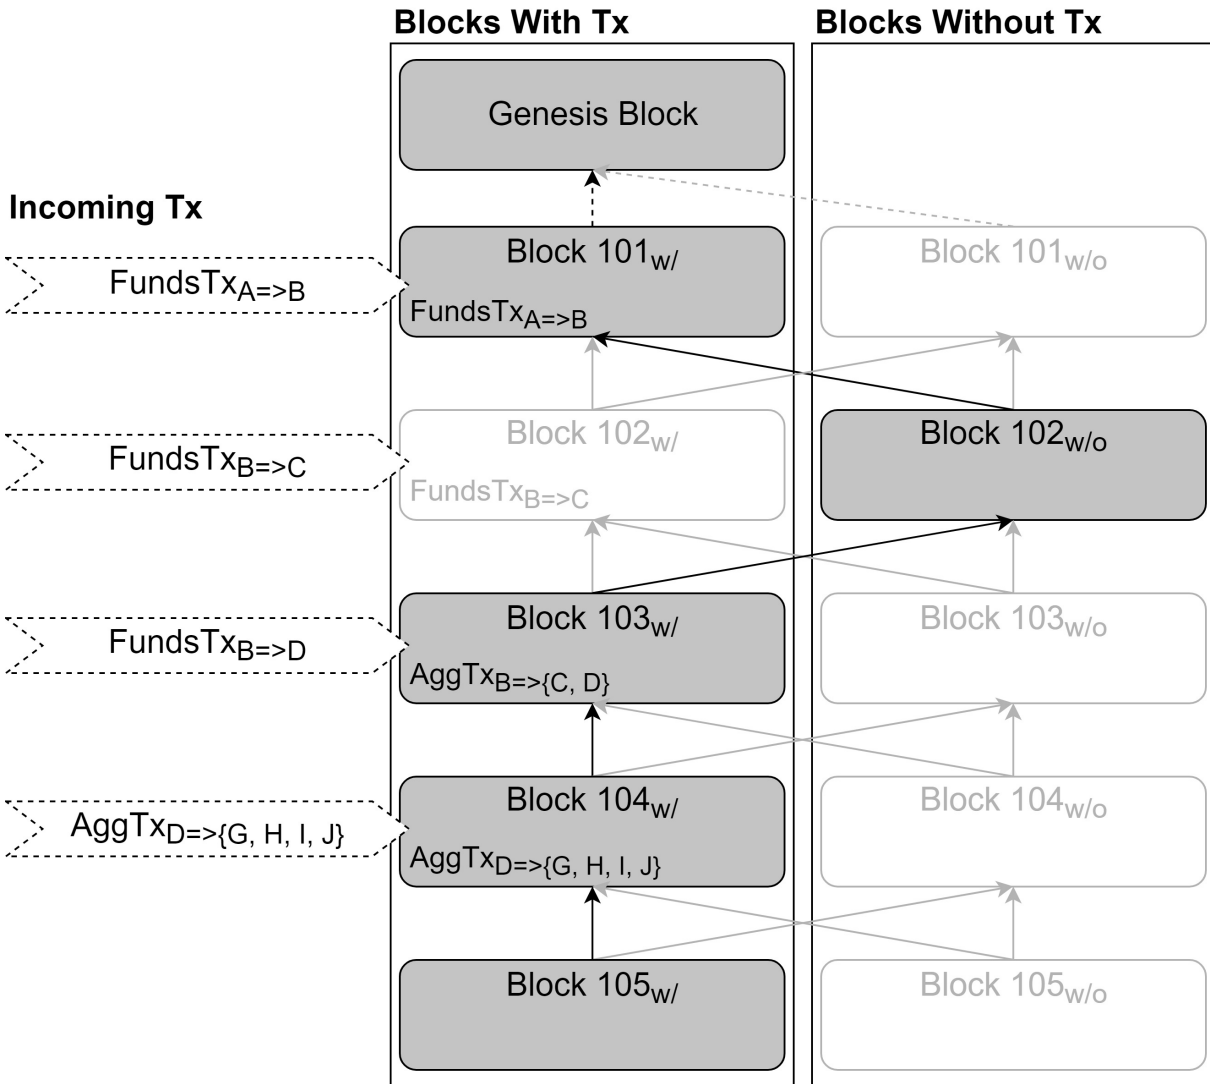 Blocks With Tx
Blocks Without Tx
Genesis Block
Incoming Tx
FundsTxA=>B
Block 101w/
FundsTxA=>B
Block 101w/o
FundsTxB=>C
Block 102w/
FundsTxB=>C
Block 102w/o
FundsTxB=>D
Block 103w/
AggTxB=>{C, D}
Block 103w/o
AggTxD=>{G, H, I, J}
Block 104w/
AggTxD=>{G, H, I, J}
Block 104w/o
Block 105w/
Block 105w/o